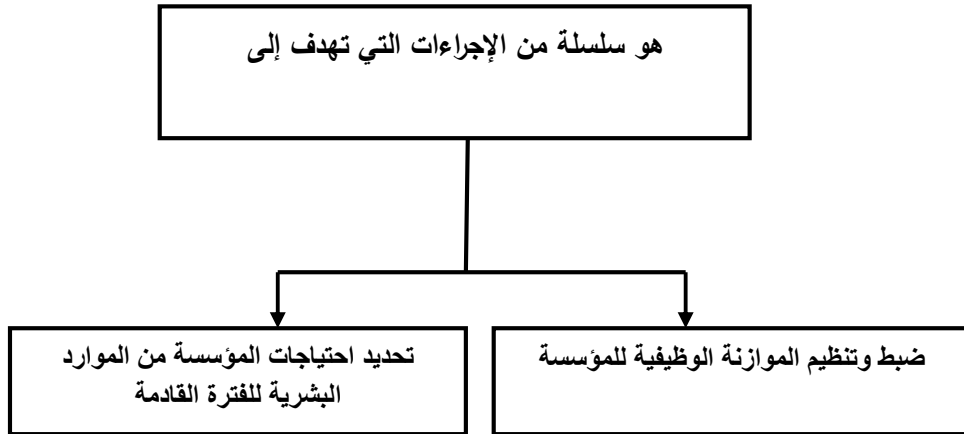 هو سلسلة من الإجراءات التي تهدف إلى
ضبط وتنظيم الموازنة الوظيفية للمؤسسة
تحديد احتياجات المؤسسة من الموارد
البشرية للفترة القادمة